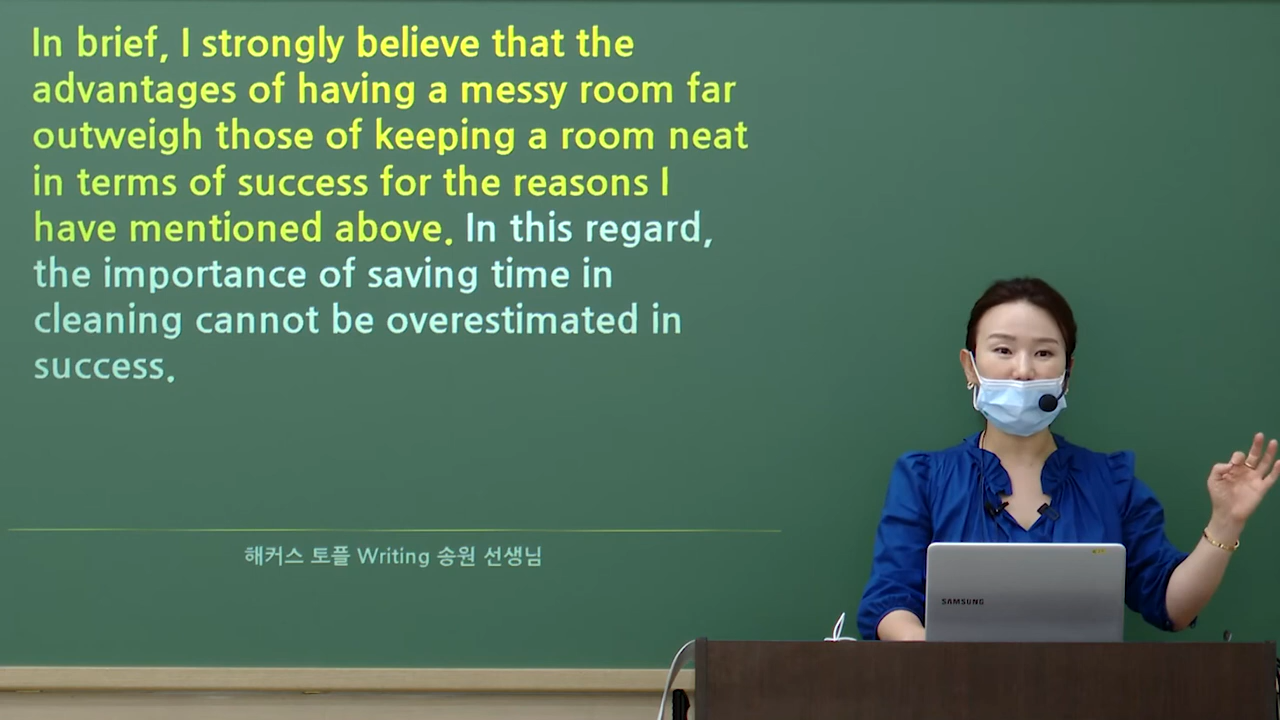 In brief, I strongly believe that the
advantages of having a messy room far
outweigh those of keeping a room neat
in terms of success for the reasons I
have mentioned above. In this regard,
the importance of saving time in
cleaning cannot be overestimated in
success.
해커스 토플 Writing 송원 선생님
SAMSUNG